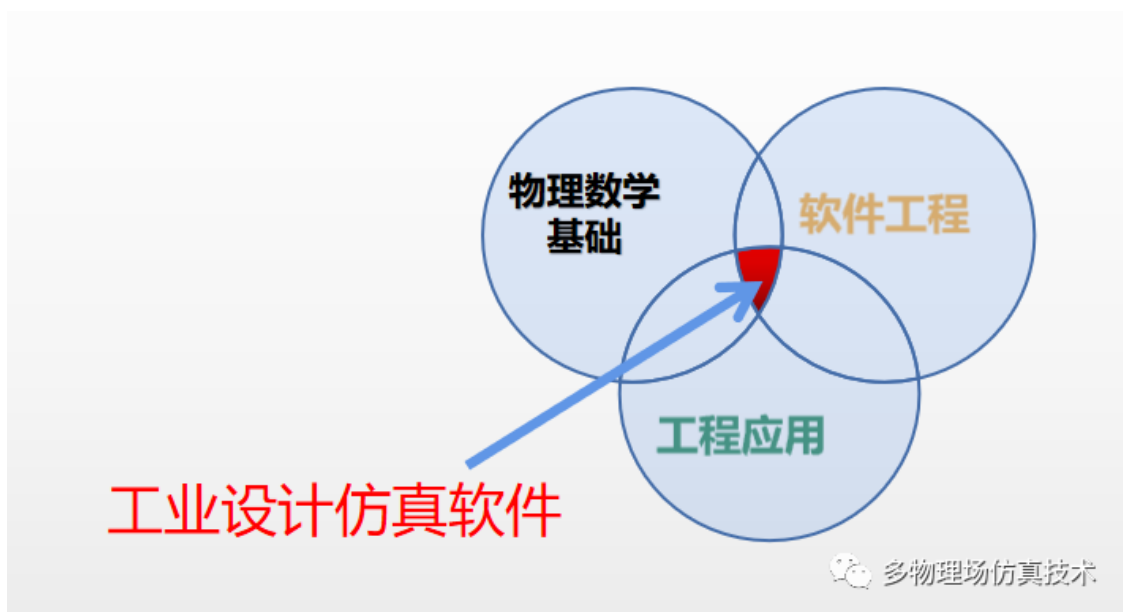 物理数学
基础
软件工程
工程应用
工业设计仿真软件
多物理场仿真技术